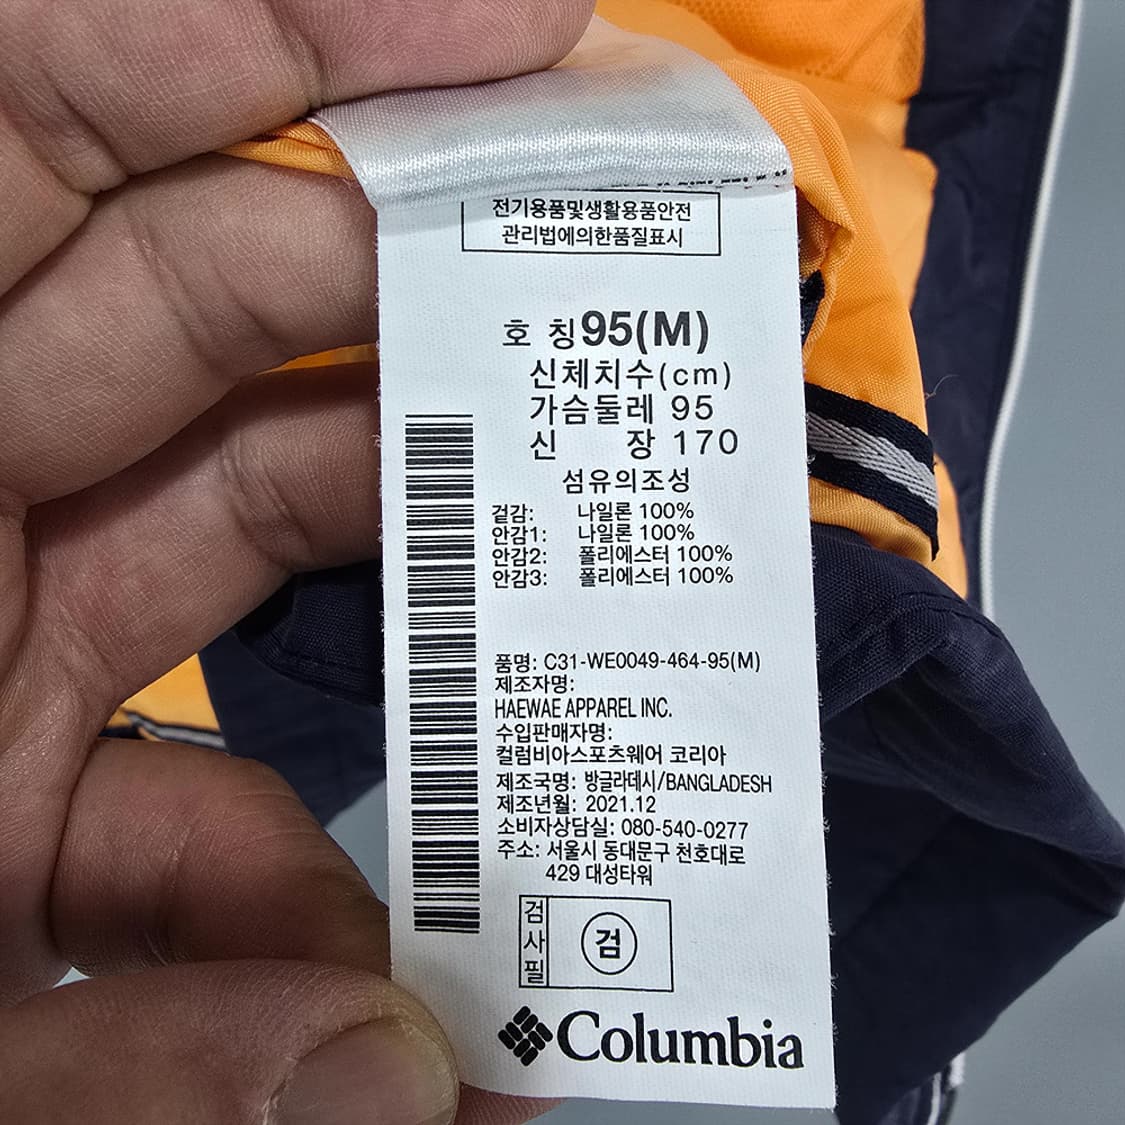 전기용품및생활용품안전
관리법에의한품질표시
호 칭 95(M)
신체치수(cm)
가슴둘레 95
신 장 170
섬유의조성
겉감: 나일론 100%
안감1: 나일론 100%
안감2: 폴리에스터 100%
안감3: 폴리에스터 100%
품명: C31-WE0049-464-95(M)
제조자명:
HAEWAE APPAREL INC.
수입판매자명:
컬럼비아스포츠웨어 코리아
제조국명: 방글라데시/BANGLADESH
제조년월: 2021.12
소비자상담실: 080-540-0277
주소: 서울시 동대문구 천호대로
429 대성타워
검사필
검
Columbia